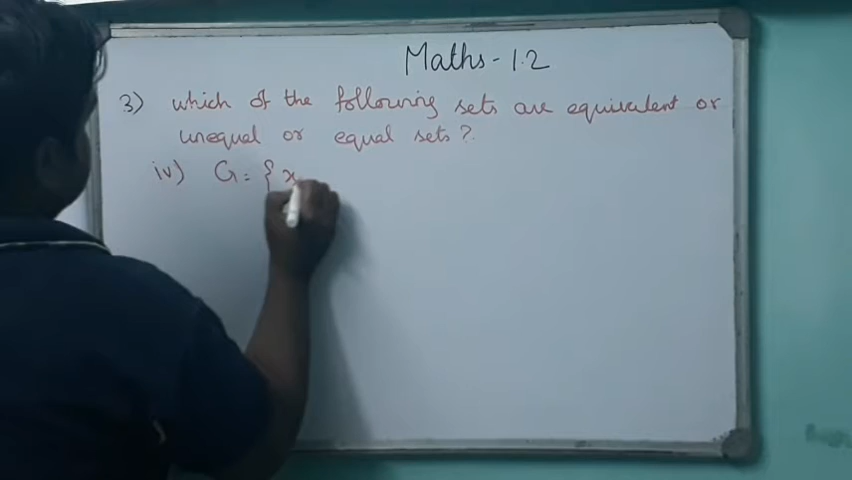 Maths - 1.2
3) which of the following sets are equivalent or
unequal or equal sets?
iv) G = { x